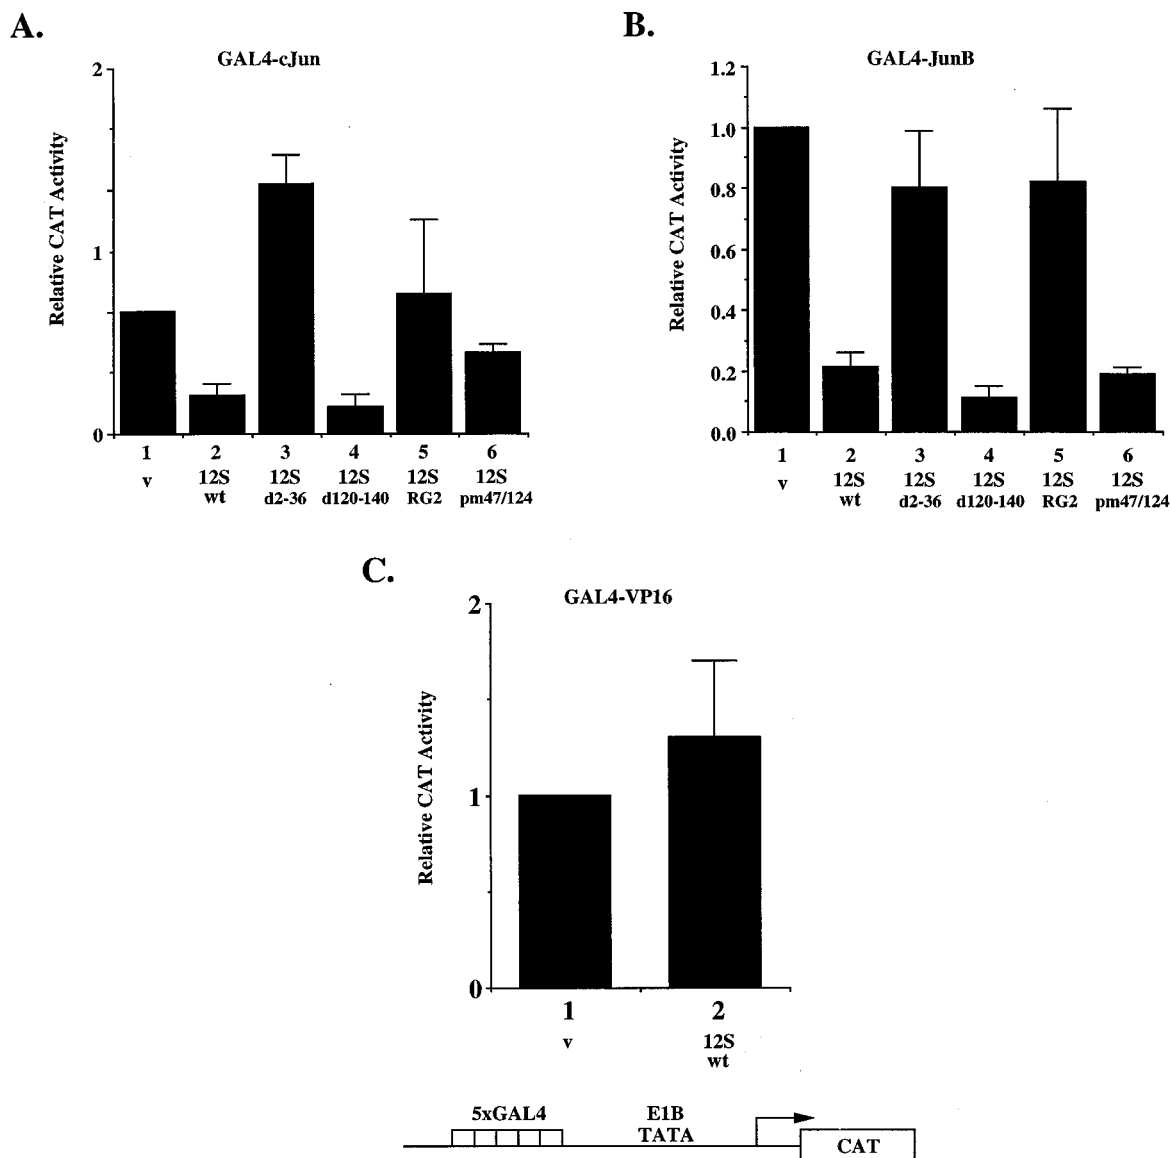 A.
GAL4-cJun
2
1
0
Relative CAT Activity
1 2 3 4 5 6
v 12S 12S 12S 12S 12S
wt d2-36 d120-140 RG2 pm47/124
B.
GAL4-JunB
1.2
1.0
0.8
0.6
0.4
0.2
0.0
Relative CAT Activity
1 2 3 4 5 6
v 12S 12S 12S 12S 12S
wt d2-36 d120-140 RG2 pm47/124
C.
GAL4-VP16
2
1
0
Relative CAT Activity
1 2
v 12S
wt
5xGAL4 E1B
TATA
CAT